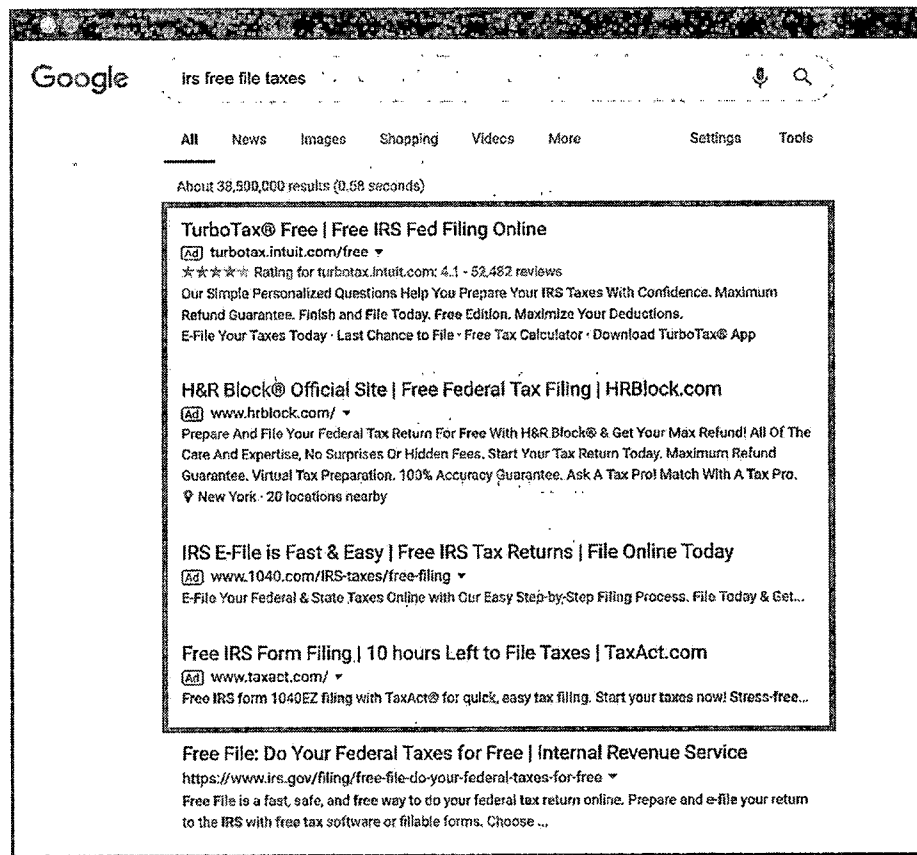 Google
irs free file taxes
All News Images Shopping Videos More Settings Tools
About 38,500,000 results (0.58 seconds)
TurboTax® Free | Free IRS Fed Filing Online
Ad turbotax.intuit.com/free
Rating for turbotax.intuit.com: 4.1 - 52,482 reviews
Our Simple Personalized Questions Help You Prepare Your IRS Taxes With Confidence. Maximum
Refund Guarantee. Finish and File Today. Free Edition. Maximize Your Deductions.
E-File Your Taxes Today · Last Chance to File · Free Tax Calculator · Download TurboTax® App
H&R Block® Official Site | Free Federal Tax Filing | HRBlock.com
Ad www.hrblock.com/
Prepare And File Your Federal Tax Return For Free With H&R Block® & Get Your Max Refund! All Of The
Care And Expertise, No Surprises Or Hidden Fees. Start Your Tax Return Today. Maximum Refund
Guarantee. Virtual Tax Preparation. 100% Accuracy Guarantee. Ask A Tax Pro! Match With A Tax Pro.
New York · 20 locations nearby
IRS E-File is Fast & Easy | Free IRS Tax Returns | File Online Today
Ad www.1040.com/IRS-taxes/free-filing
E-File Your Federal & State Taxes Online with Our Easy Step-by-Step Filing Process. File Today & Get...
Free IRS Form Filing | 10 hours Left to File Taxes | TaxAct.com
Ad www.taxact.com/
Free IRS form 1040EZ filing with TaxAct® for quick, easy tax filing. Start your taxes now! Stress-free...
Free File: Do Your Federal Taxes for Free | Internal Revenue Service
https://www.irs.gov/filing/free-file-do-your-federal-taxes-for-free
Free File is a fast, safe, and free way to do your federal tax return online. Prepare and e-file your return
to the IRS with free tax software or fillable forms. Choose ...